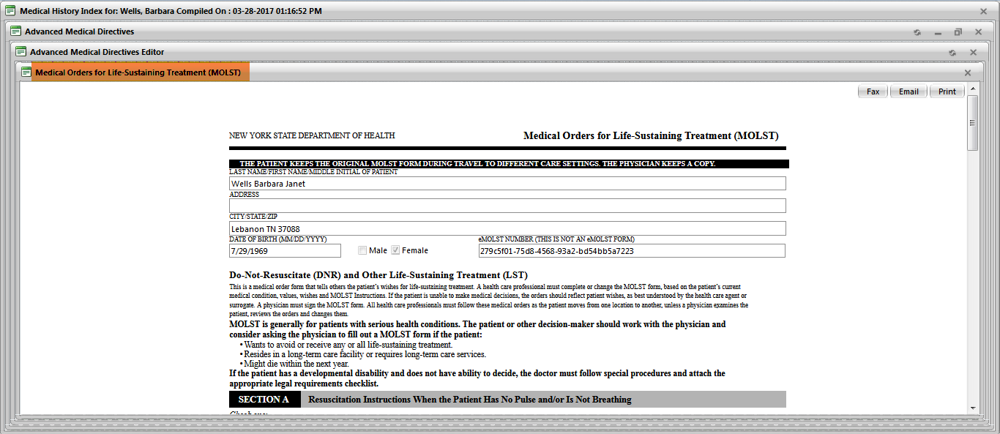 Medical History Index for: Wells, Barbara Compiled On : 03-28-2017 01:16:52 PM
Advanced Medical Directives
Advanced Medical Directives Editor
Medical Orders for Life-Sustaining Treatment (MOLST)
Fax Email Print
NEW YORK STATE DEPARTMENT OF HEALTH Medical Orders for Life-Sustaining Treatment (MOLST)
THE PATIENT KEEPS THE ORIGINAL MOLST FORM DURING TRAVEL TO DIFFERENT CARE SETTINGS. THE PHYSICIAN KEEPS A COPY.
LAST NAME/FIRST NAME/MIDDLE INITIAL OF PATIENT
Wells Barbara Janet
ADDRESS
CITY/STATE/ZIP
Lebanon TN 37088
DATE OF BIRTH (MM/DD/YYYY) eMOLST NUMBER (THIS IS NOT AN eMOLST FORM)
7/29/1969 Male Female 279c5f01-75d8-4568-93a2-bd54bb5a7223
Do-Not-Resuscitate (DNR) and Other Life-Sustaining Treatment (LST)
This is a medical order form that tells others the patient's wishes for life-sustaining treatment. A health care professional must complete or change the MOLST form, based on the patient's current
medical condition, values, wishes and MOLST Instructions. If the patient is unable to make medical decisions, the orders should reflect patient wishes, as best understood by the health care agent or
surrogate. A physician must sign the MOLST form. All health care professionals must follow these medical orders as the patient moves from one location to another, unless a physician examines the
patient, reviews the orders and changes them.
MOLST is generally for patients with serious health conditions. The patient or other decision-maker should work with the physician and
consider asking the physician to fill out a MOLST form if the patient:
• Wants to avoid or receive any or all life-sustaining treatment.
• Resides in a long-term care facility or requires long-term care services.
• Might die within the next year.
If the patient has a developmental disability and does not have ability to decide, the doctor must follow special procedures and attach the
appropriate legal requirements checklist.
SECTION A Resuscitation Instructions When the Patient Has No Pulse and/or Is Not Breathing